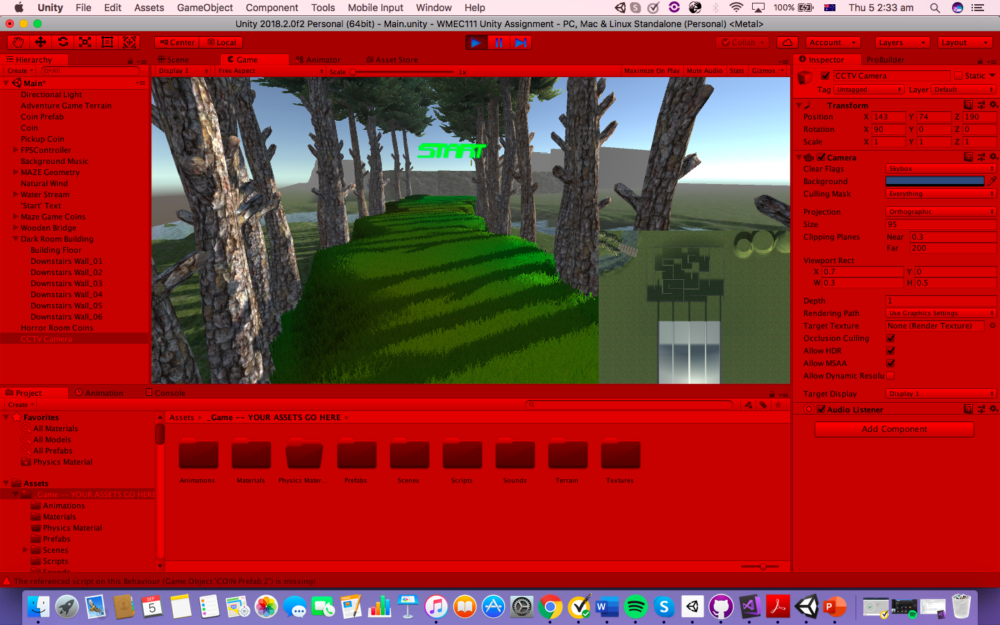 Unity File Edit Assets GameObject Component Tools Mobile Input Window Help 100% Thu 5 2:33 am
Unity 2018.2.0f2 Personal (64bit) - Main.unity - WMEC111 Unity Assignment - PC, Mac & Linux Standalone (Personal) <Metal>
Center Local Collab Account Layers Layout
Hierarchy Scene Game Animator Asset Store Inspector ProBuilder
Create All Display 1 Free Aspect Scale 1x Maximize On Play Mute Audio Stats Gizmos
Main*
Directional Light
Adventure Game Terrain
Coin Prefab
Coin
Pickup Coin
FPSController
Background Music
MAZE Geometry
Natural Wind
Water Stream
'Start' Text
Maze Game Coins
Wooden Bridge
Dark Room Building
Building Floor
Downstairs Wall_01
Downstairs Wall_02
Downstairs Wall_03
Downstairs Wall_04
Downstairs Wall_05
Downstairs Wall_06
Horror Room Coins
CCTV Camera
START
CCTV Camera Static
Tag Untagged Layer Default
Transform
Position X 143 Y 74 Z 190
Rotation X 90 Y 0 Z 0
Scale X 1 Y 1 Z 1
Camera
Clear Flags Skybox
Background
Culling Mask Everything
Projection Orthographic
Size 95
Clipping Planes Near 0.3
Far 200
Viewport Rect
X 0.7 Y 0
W 0.3 H 0.5
Depth 1
Rendering Path Use Graphics Settings
Target Texture None (Render Texture)
Occlusion Culling
Allow HDR
Allow MSAA
Allow Dynamic Resolu
Target Display Display 1
Audio Listener
Add Component
Project Animation Console
Create
Favorites
All Materials
All Models
All Prefabs
Physics Material
Assets
_Game -- YOUR ASSETS GO HERE
Animations
Materials
Physics Material
Prefabs
Scenes
Scripts
Sounds
Assets _Game -- YOUR ASSETS GO HERE
Animations Materials Physics Mater... Prefabs Scenes Scripts Sounds Terrain Textures
The referenced script on this Behaviour (Game Object 'COIN Prefab 2') is missing!
SEP
5